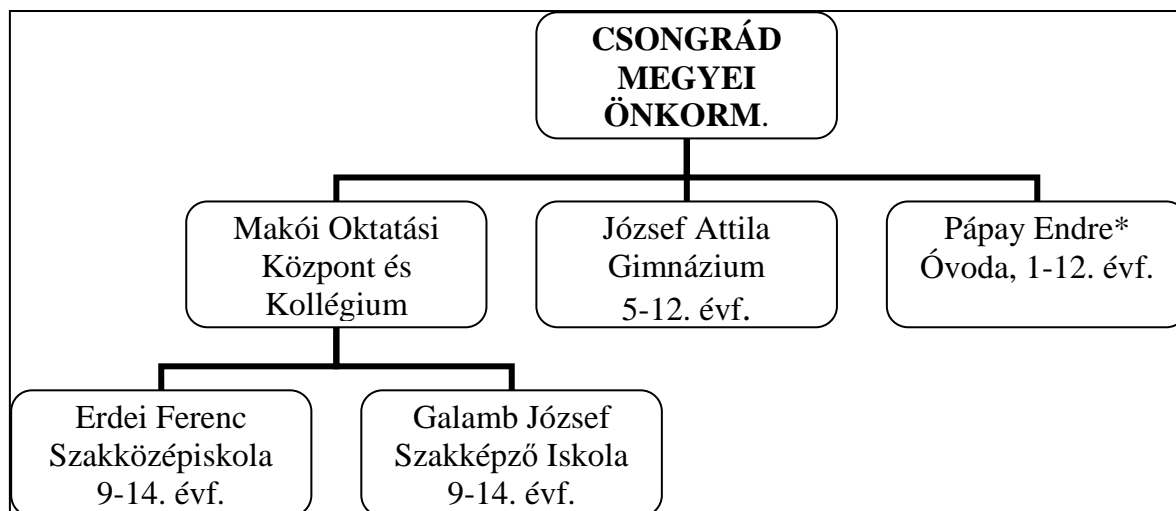 CSONGRÁD
MEGYEI
ÖNKORM.
Makói Oktatási
Központ és
Kollégium
József Attila
Gimnázium
5-12. évf.
Pápay Endre*
Óvoda, 1-12. évf.
Erdei Ferenc
Szakközépiskola
9-14. évf.
Galamb József
Szakképző Iskola
9-14. évf.